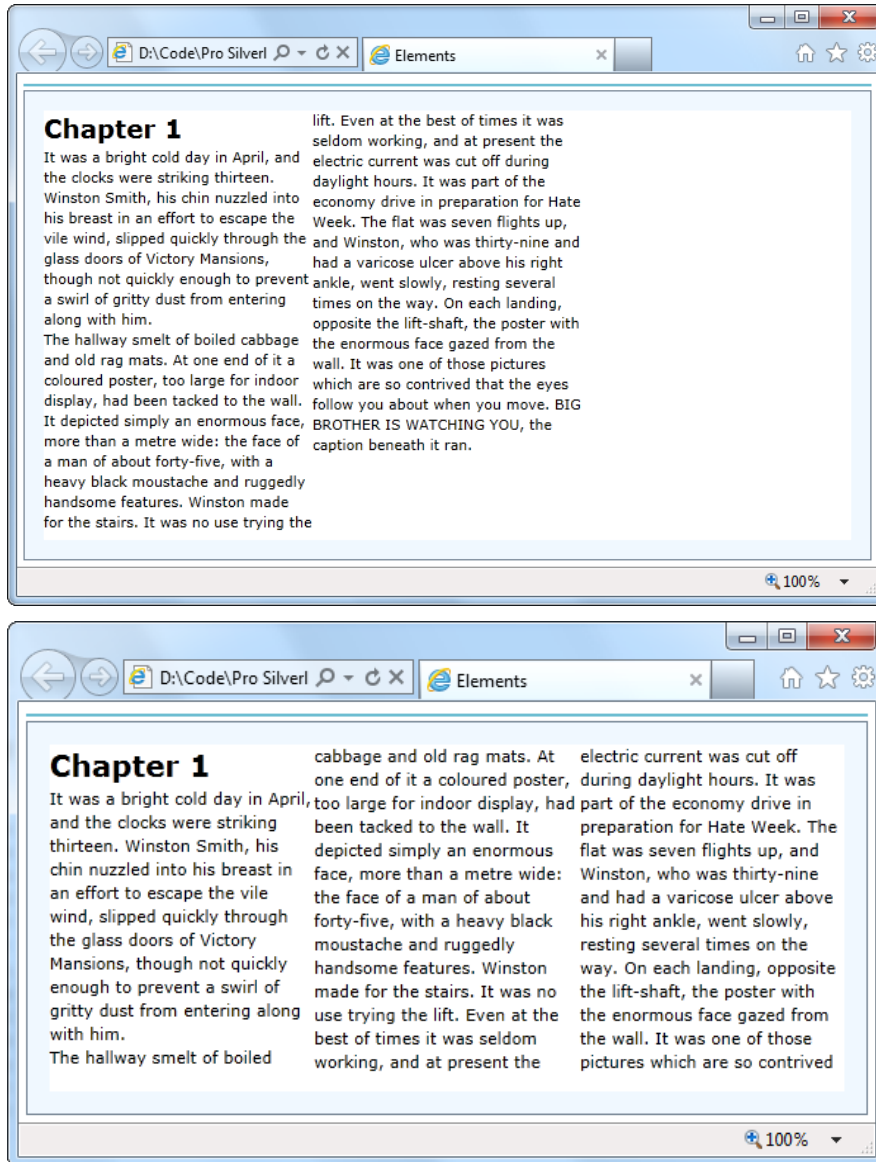 D:\Code\Pro Silverl
Elements
Chapter 1
It was a bright cold day in April, and
the clocks were striking thirteen.
Winston Smith, his chin nuzzled into
his breast in an effort to escape the
vile wind, slipped quickly through the
glass doors of Victory Mansions,
though not quickly enough to prevent
a swirl of gritty dust from entering
along with him.
The hallway smelt of boiled cabbage
and old rag mats. At one end of it a
coloured poster, too large for indoor
display, had been tacked to the wall.
It depicted simply an enormous face,
more than a metre wide: the face of
a man of about forty-five, with a
heavy black moustache and ruggedly
handsome features. Winston made
for the stairs. It was no use trying the
lift. Even at the best of times it was
seldom working, and at present the
electric current was cut off during
daylight hours. It was part of the
economy drive in preparation for Hate
Week. The flat was seven flights up,
and Winston, who was thirty-nine and
had a varicose ulcer above his right
ankle, went slowly, resting several
times on the way. On each landing,
opposite the lift-shaft, the poster with
the enormous face gazed from the
wall. It was one of those pictures
which are so contrived that the eyes
follow you about when you move. BIG
BROTHER IS WATCHING YOU, the
caption beneath it ran.
100%
D:\Code\Pro Silverl
Elements
Chapter 1
It was a bright cold day in April,
and the clocks were striking
thirteen. Winston Smith, his
chin nuzzled into his breast in
an effort to escape the vile
wind, slipped quickly through
the glass doors of Victory
Mansions, though not quickly
enough to prevent a swirl of
gritty dust from entering along
with him.
The hallway smelt of boiled
cabbage and old rag mats. At
one end of it a coloured poster,
too large for indoor display, had
been tacked to the wall. It
depicted simply an enormous
face, more than a metre wide:
the face of a man of about
forty-five, with a heavy black
moustache and ruggedly
handsome features. Winston
made for the stairs. It was no
use trying the lift. Even at the
best of times it was seldom
working, and at present the
electric current was cut off
during daylight hours. It was
part of the economy drive in
preparation for Hate Week. The
flat was seven flights up, and
Winston, who was thirty-nine
and had a varicose ulcer above
his right ankle, went slowly,
resting several times on the
way. On each landing, opposite
the lift-shaft, the poster with
the enormous face gazed from
the wall. It was one of those
pictures which are so contrived
100%